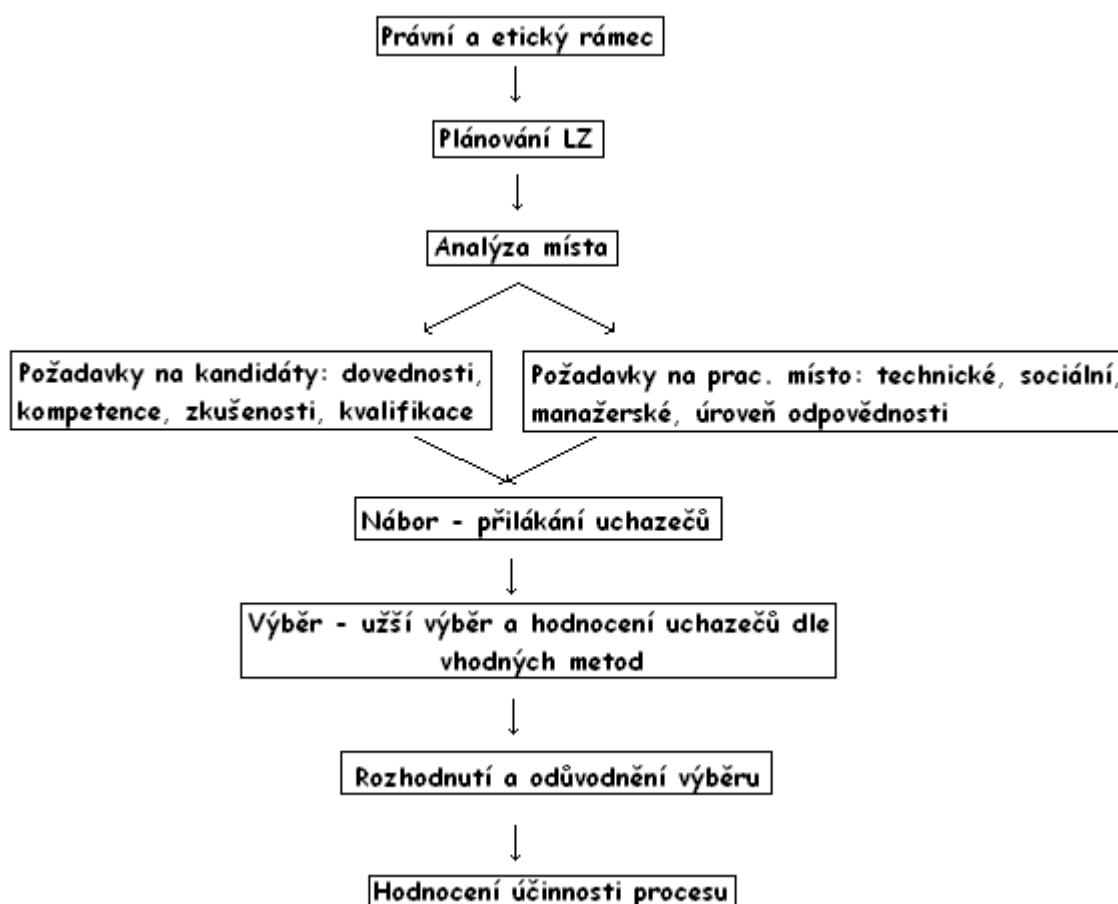 Právní a etický rámec
Plánování LZ
Analýza místa
Požadavky na kandidáty: dovednosti,
kompetence, zkušenosti, kvalifikace
Požadavky na prac. místo: technické, sociální,
manažerské, úroveň odpovědnosti
Nábor - přilákání uchazečů
Výběr - užší výběr a hodnocení uchazečů dle
vhodných metod
Rozhodnutí a odůvodnění výběru
Hodnocení účinnosti procesu